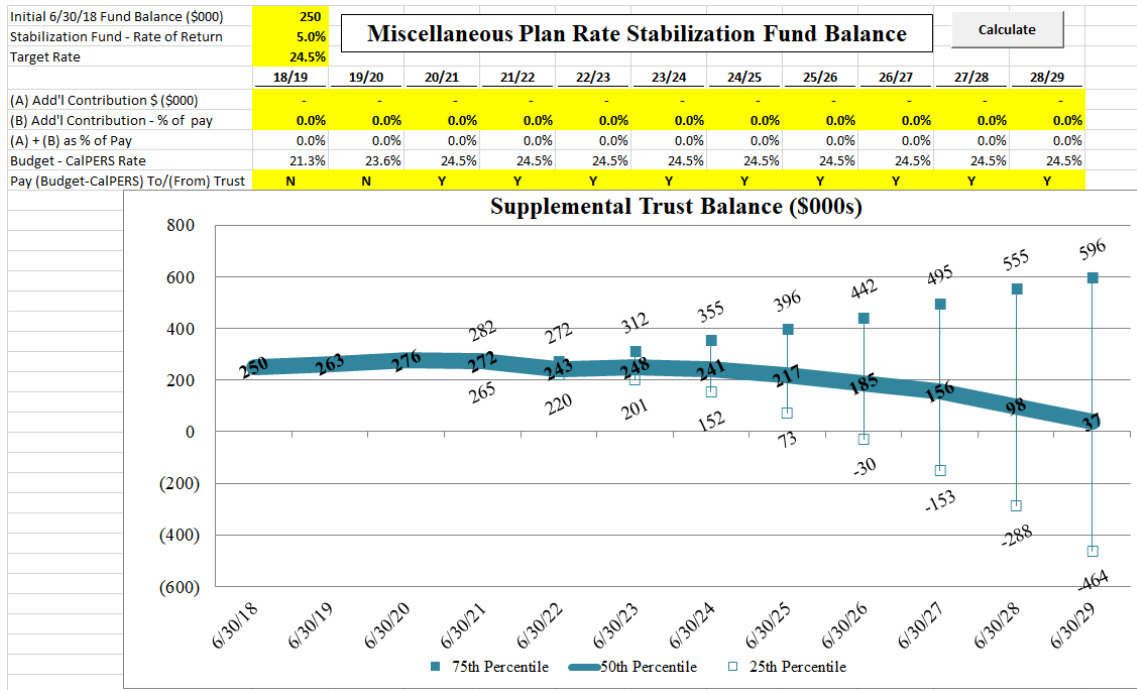 Initial 6/30/18 Fund Balance ($000) 250
Stabilization Fund - Rate of Return 5.0%
Target Rate 24.5%
Miscellaneous Plan Rate Stabilization Fund Balance
Calculate
18/19 19/20 20/21 21/22 22/23 23/24 24/25 25/26 26/27 27/28 28/29
(A) Add'l Contribution $ ($000) - - - - - - - - - - -
(B) Add'l Contribution - % of pay 0.0% 0.0% 0.0% 0.0% 0.0% 0.0% 0.0% 0.0% 0.0% 0.0% 0.0%
(A) + (B) as % of Pay 0.0% 0.0% 0.0% 0.0% 0.0% 0.0% 0.0% 0.0% 0.0% 0.0% 0.0%
Budget - CalPERS Rate 21.3% 23.6% 24.5% 24.5% 24.5% 24.5% 24.5% 24.5% 24.5% 24.5% 24.5%
Pay (Budget-CalPERS) To/(From) Trust N N Y Y Y Y Y Y Y Y Y
Supplemental Trust Balance ($000s)
800
600
400
200
0
(200)
(400)
(600)
282 272 312 355 396 442 495 555 596
250 263 276 272 243 248 241 217 185 156 98 37
265 220 201 152 73 -30 -153 -288 -464
6/30/18 6/30/19 6/30/20 6/30/21 6/30/22 6/30/23 6/30/24 6/30/25 6/30/26 6/30/27 6/30/28 6/30/29
75th Percentile 50th Percentile 25th Percentile